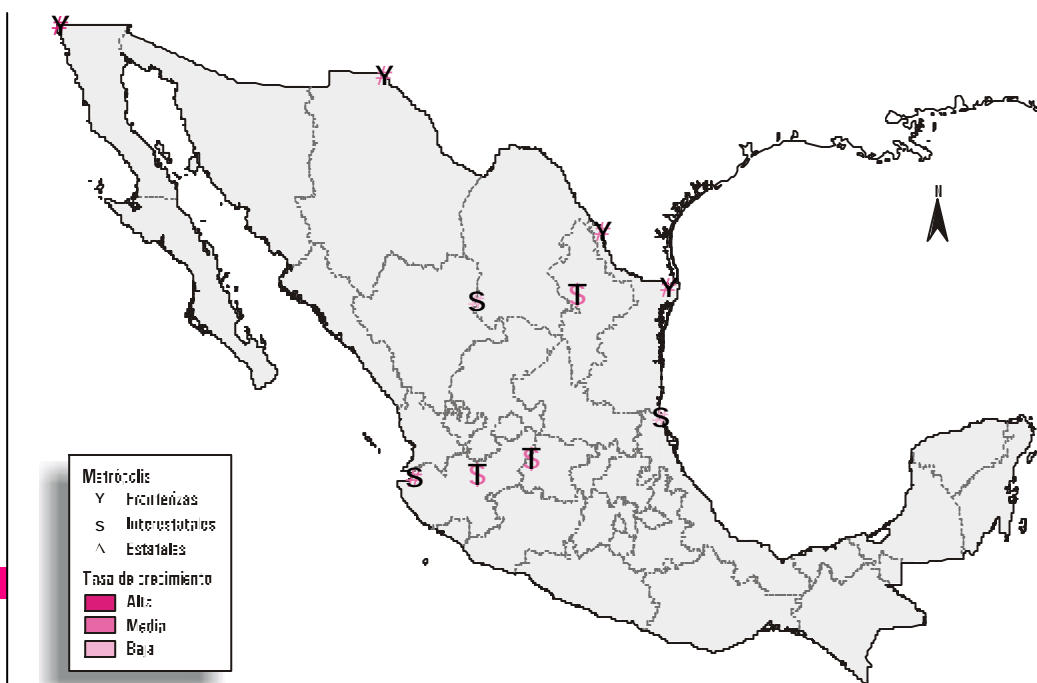 Y
Y
Y
Y
S
T
S
S
T
T
N
Metrópolis
Y Fronterizas
S Interestatales
Λ Estatales
Tasa de crecimiento
Alta
Media
Baja